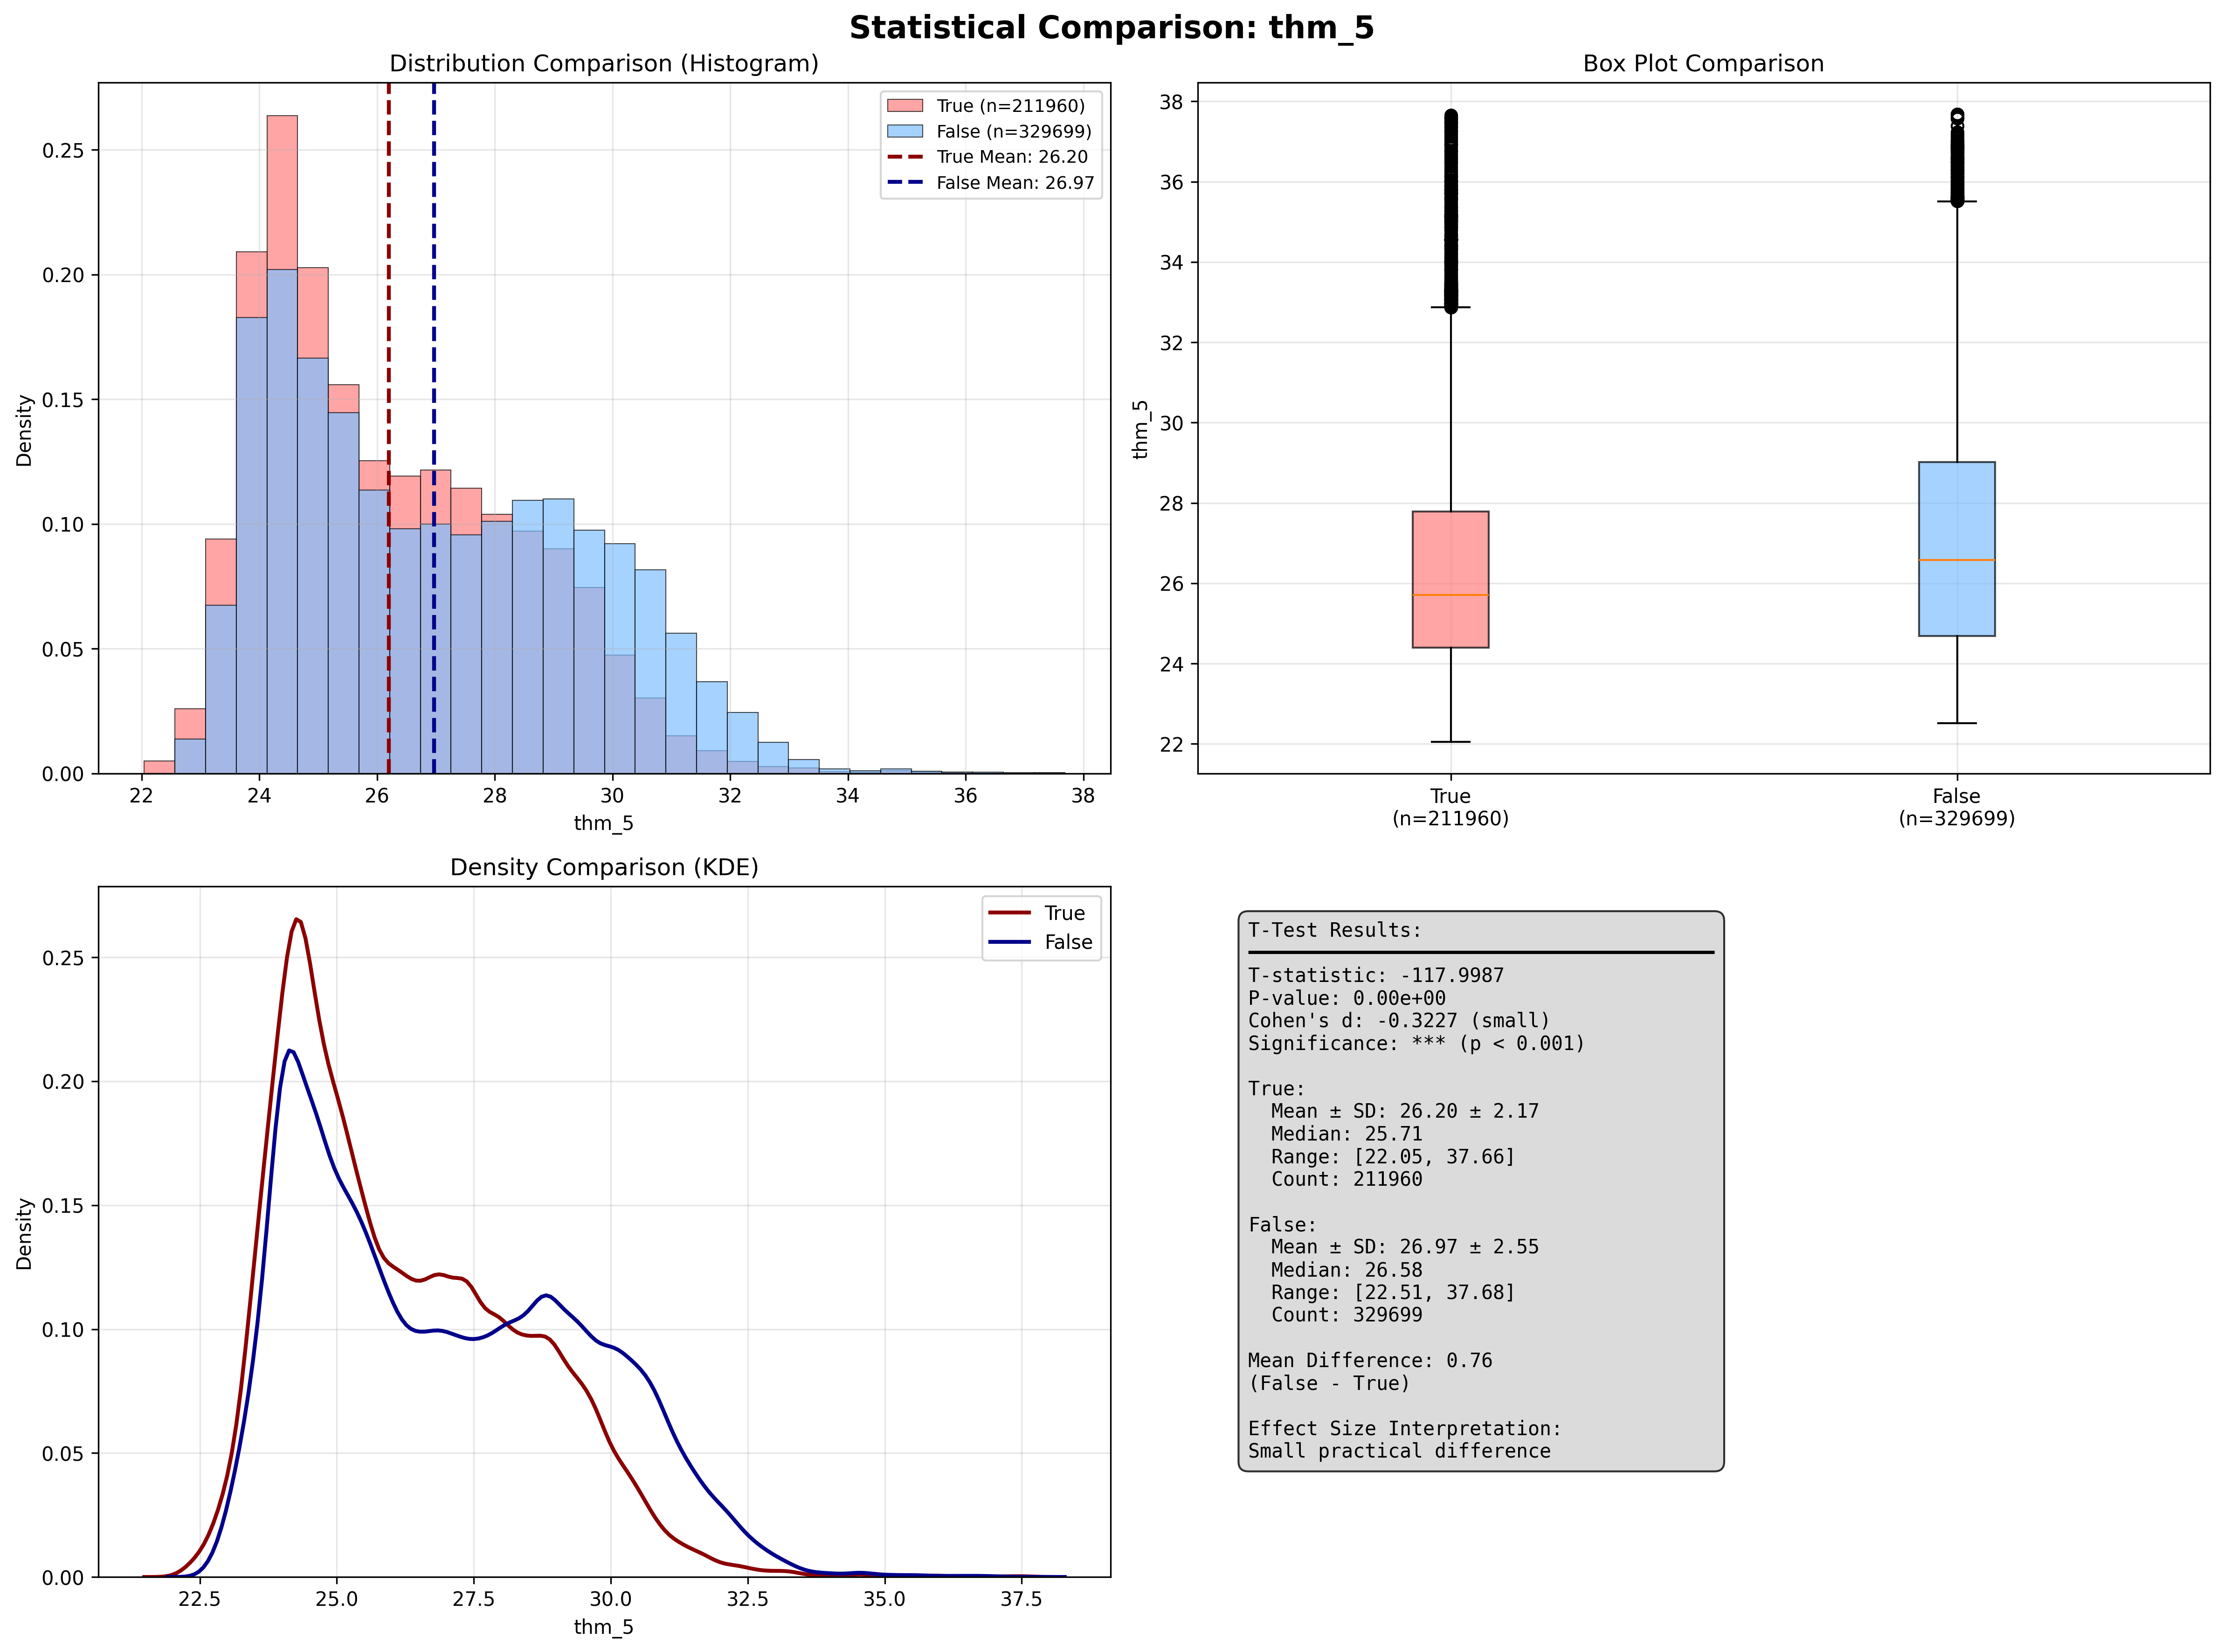 Statistical Comparison: thm_5
Distribution Comparison (Histogram)
True (n=211960)
False (n=329699)
True Mean: 26.20
False Mean: 26.97
0.25
0.20
0.15
0.10
0.05
0.00
Density
22 24 26 28 30 32 34 36 38
thm_5
Box Plot Comparison
38
36
34
32
30
28
26
24
22
thm_5
True
(n=211960)
False
(n=329699)
Density Comparison (KDE)
True
False
0.25
0.20
0.15
0.10
0.05
0.00
Density
22.5 25.0 27.5 30.0 32.5 35.0 37.5
thm_5
T-Test Results:
T-statistic: -117.9987
P-value: 0.00e+00
Cohen's d: -0.3227 (small)
Significance: *** (p < 0.001)
True:
Mean ± SD: 26.20 ± 2.17
Median: 25.71
Range: [22.05, 37.66]
Count: 211960
False:
Mean ± SD: 26.97 ± 2.55
Median: 26.58
Range: [22.51, 37.68]
Count: 329699
Mean Difference: 0.76
(False - True)
Effect Size Interpretation:
Small practical difference